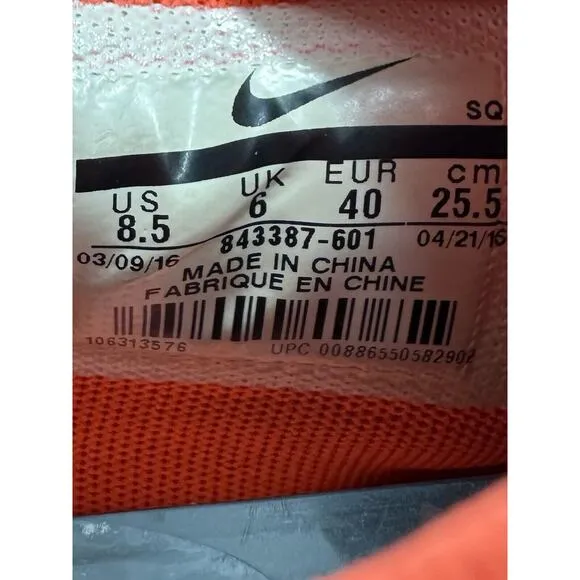 SQ
US UK EUR cm
8.5 6 40 25.5
03/09/16 843387-601 04/21/16
MADE IN CHINA
FABRIQUE EN CHINE
106313576 UPC 00886550582902